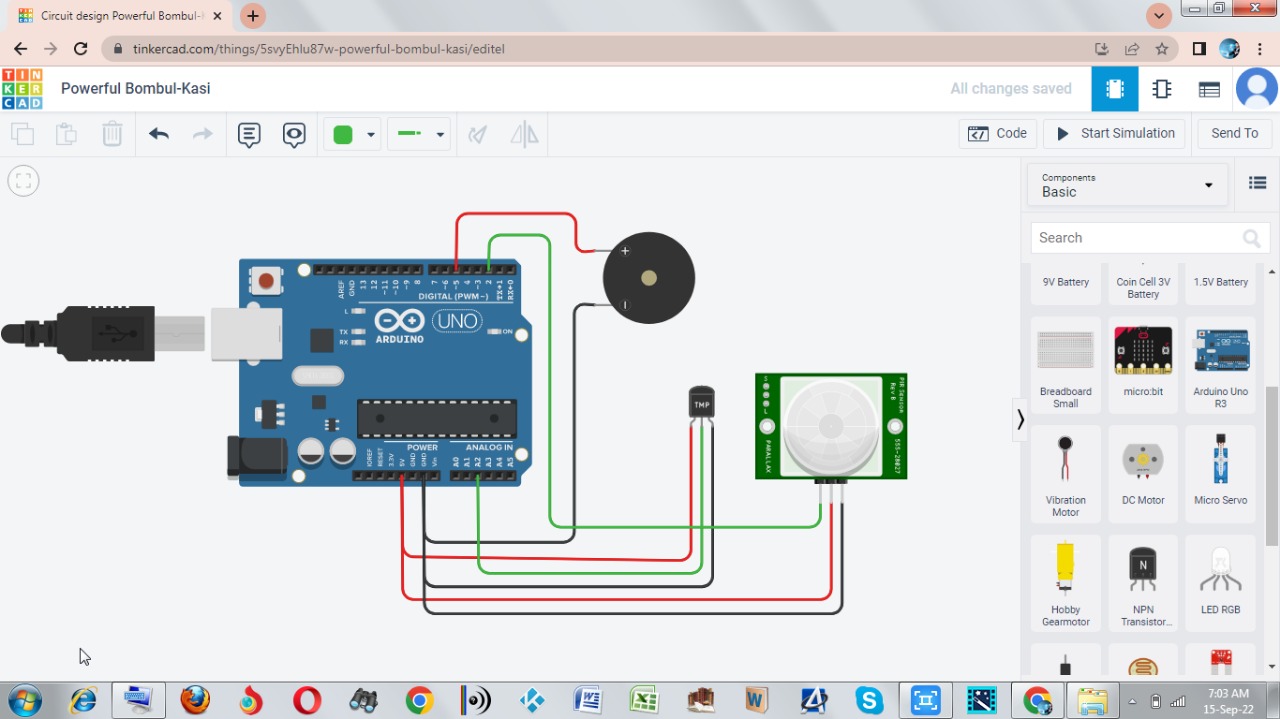 Circuit design Powerful Bombul-
tinkercad.com/things/5svyEhlu87w-powerful-bombul-kasi/editel
TIN
KER
CAD
Powerful Bombul-Kasi
All changes saved
Code
Start Simulation
Send To
Components
Basic
Search
9V Battery
Coin Cell 3V
Battery
1.5V Battery
Breadboard
Small
micro:bit
Arduino Uno
R3
Vibration
Motor
DC Motor
Micro Servo
Hobby
Gearmotor
N
NPN
Transistor...
LED RGB
AREF
GND
13
12
~11
~10
~9
8
7
~6
~5
4
~3
2
TX→1
RX←0
DIGITAL (PWM~)
L
TX
RX
ARDUINO
UNO
ON
POWER
ANALOG IN
IOREF
RESET
3.3V
5V
GND
GND
Vin
A0
A1
A2
A3
A4
A5
TMP
PIR Sensor
Rev B
555-28027
PARALLAX
H
L
7:03 AM
15-Sep-22